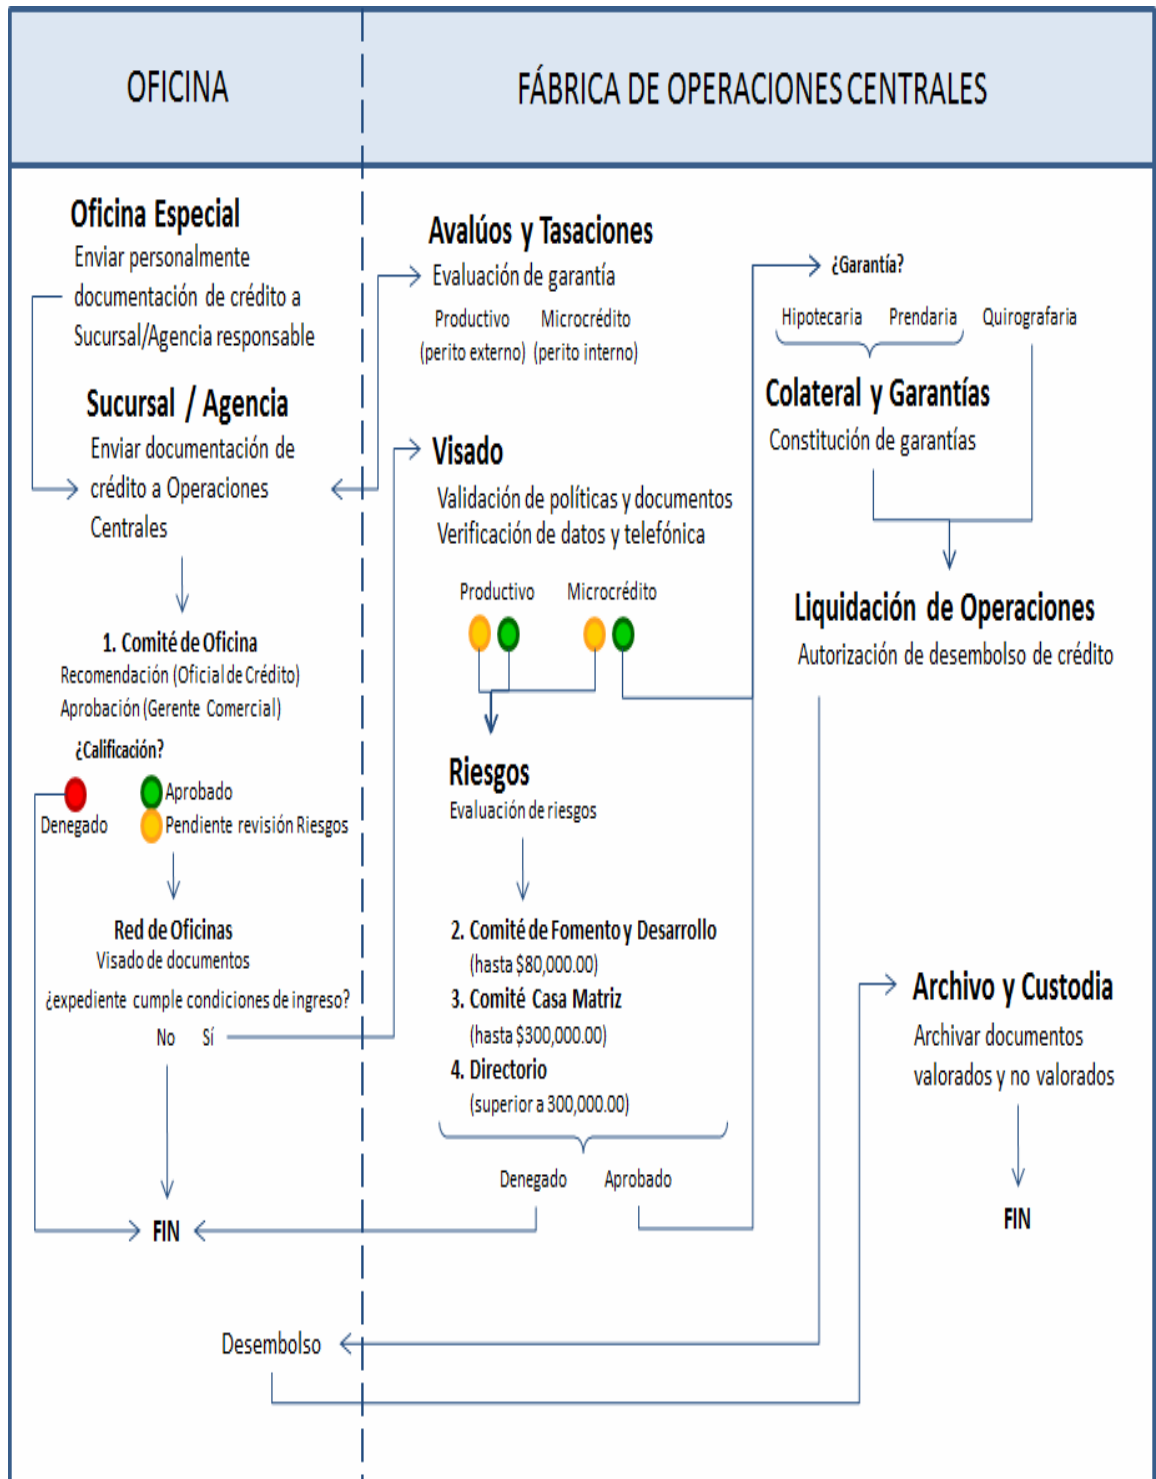 OFICINA
FÁBRICA DE OPERACIONES CENTRALES
Oficina Especial
Enviar personalmente
documentación de crédito a
Sucursal/Agencia responsable
Sucursal / Agencia
Enviar documentación de
crédito a Operaciones
Centrales
1. Comité de Oficina
Recomendación (Oficial de Crédito)
Aprobación (Gerente Comercial)
¿Calificación?
Aprobado
Denegado
Pendiente revisión Riesgos
Red de Oficinas
Visado de documentos
¿expediente cumple condiciones de ingreso?
No Sí
FIN
Desembolso
Avalúos y Tasaciones
Evaluación de garantía
Productivo Microcrédito
(perito externo) (perito interno)
Visado
Validación de políticas y documentos
Verificación de datos y telefónica
Productivo Microcrédito
Riesgos
Evaluación de riesgos
2. Comité de Fomento y Desarrollo
(hasta $80,000.00)
3. Comité Casa Matriz
(hasta $300,000.00)
4. Directorio
(superior a 300,000.00)
Denegado Aprobado
¿Garantía?
Hipotecaria Prendaria Quirografaria
Colateral y Garantías
Constitución de garantías
Liquidación de Operaciones
Autorización de desembolso de crédito
Archivo y Custodia
Archivar documentos
valorados y no valorados
FIN